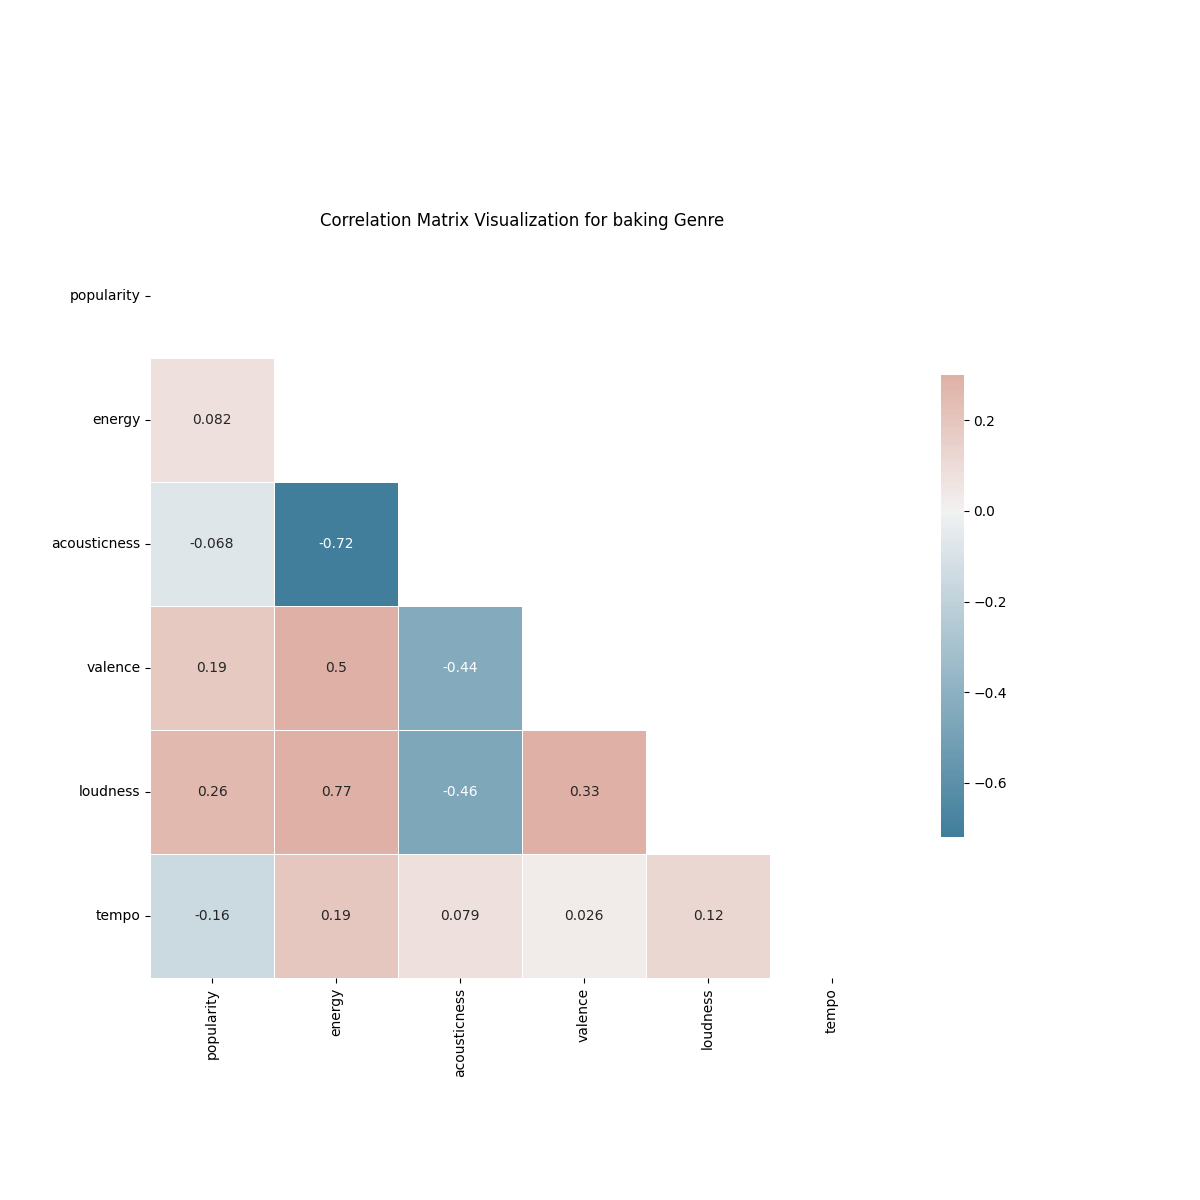 Correlation Matrix Visualization for baking Genre
popularity
energy 0.082
acousticness -0.068 -0.72
valence 0.19 0.5 -0.44
loudness 0.26 0.77 -0.46 0.33
tempo -0.16 0.19 0.079 0.026 0.12
popularity energy acousticness valence loudness tempo
0.2
0.0
−0.2
−0.4
−0.6